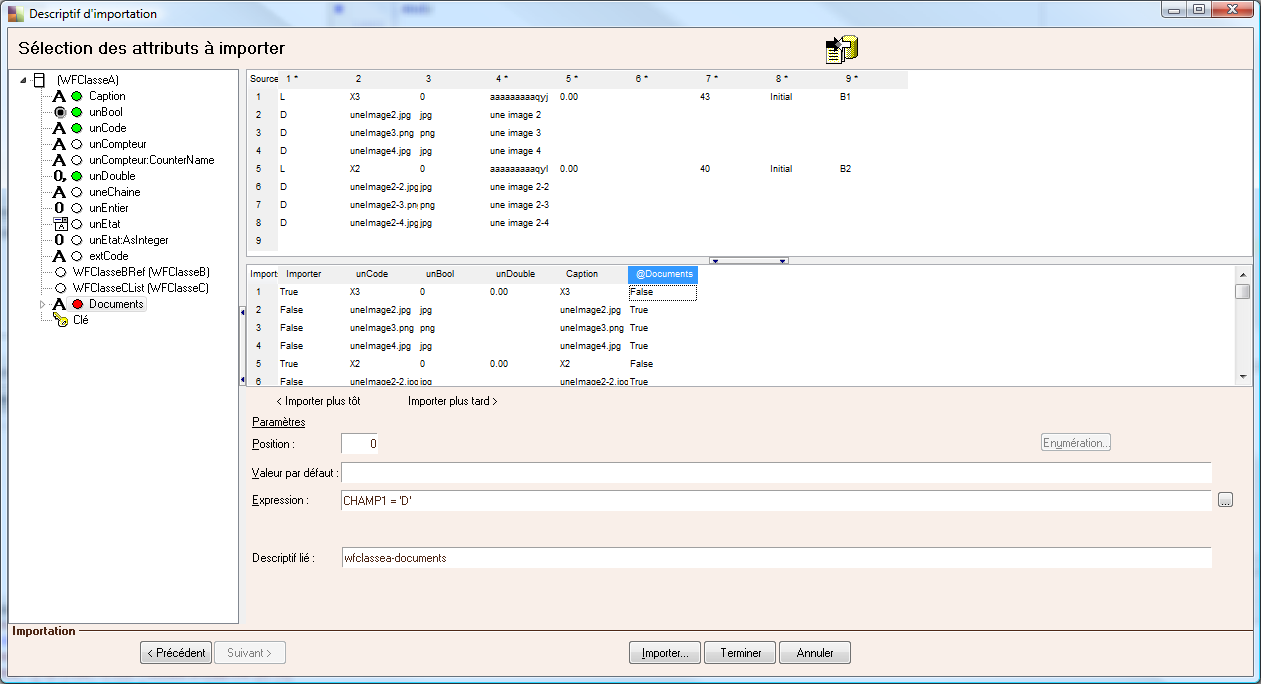 Descriptif d'importation
Sélection des attributs à importer
(WFClasseA)
Caption
unBool
unCode
unCompteur
unCompteur:CounterName
unDouble
uneChaine
unEntier
unEtat
unEtat:AsInteger
extCode
WFClasseBRef (WFClasseB)
WFClasseCList (WFClasseC)
Documents
Clé
Source 1 * 2 3 4 * 5 * 6 * 7 * 8 * 9 *
1 L X3 0 aaaaaaaaaqyj 0.00 43 Initial B1
2 D uneImage2.jpg jpg une image 2
3 D uneImage3.png png une image 3
4 D uneImage4.jpg jpg une image 4
5 L X2 0 aaaaaaaaaqyl 0.00 40 Initial B2
6 D uneImage2-2.jpg jpg une image 2-2
7 D uneImage2-3.pn png une image 2-3
8 D uneImage2-4.jpg jpg une image 2-4
9
Import Importer unCode unBool unDouble Caption @Documents
1 True X3 0 0.00 X3 False
2 False uneImage2.jpg jpg uneImage2.jpg True
3 False uneImage3.png png uneImage3.png True
4 False uneImage4.jpg jpg uneImage4.jpg True
5 True X2 0 0.00 X2 False
6 False uneImage2-2.jpg jpg uneImage2-2.jpg True
< Importer plus tôt Importer plus tard >
Paramètres
Position : 0 Enumération...
Valeur par défaut :
Expression : CHAMP1 = 'D' ...
Descriptif lié : wfclassea-documents
Importation
< Précédent Suivant > Importer... Terminer Annuler